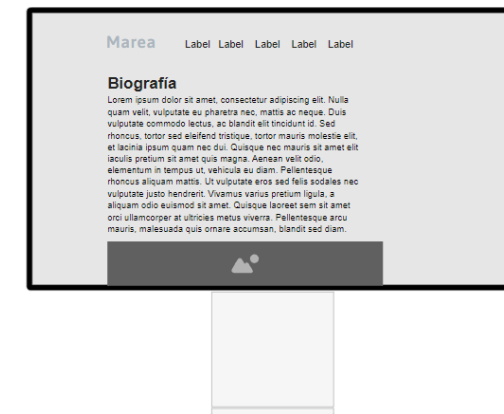 Marea
Label Label Label Label Label
Biografía
Lorem ipsum dolor sit amet, consectetur adipiscing elit. Nulla
quam velit, vulputate eu pharetra nec, mattis ac neque. Duis
vulputate commodo lectus, ac blandit elit tincidunt id. Sed
rhoncus, tortor sed eleifend tristique, tortor mauris molestie elit,
et lacinia ipsum quam nec dui. Quisque nec mauris sit amet elit
iaculis pretium sit amet quis magna. Aenean velit odio,
elementum in tempus ut, vehicula eu diam. Pellentesque
rhoncus aliquam mattis. Ut vulputate eros sed felis sodales nec
vulputate justo hendrerit. Vivamus varius pretium ligula, a
aliquam odio euismod sit amet. Quisque laoreet sem sit amet
orci ullamcorper at ultricies metus viverra. Pellentesque arcu
mauris, malesuada quis ornare accumsan, blandit sed diam.